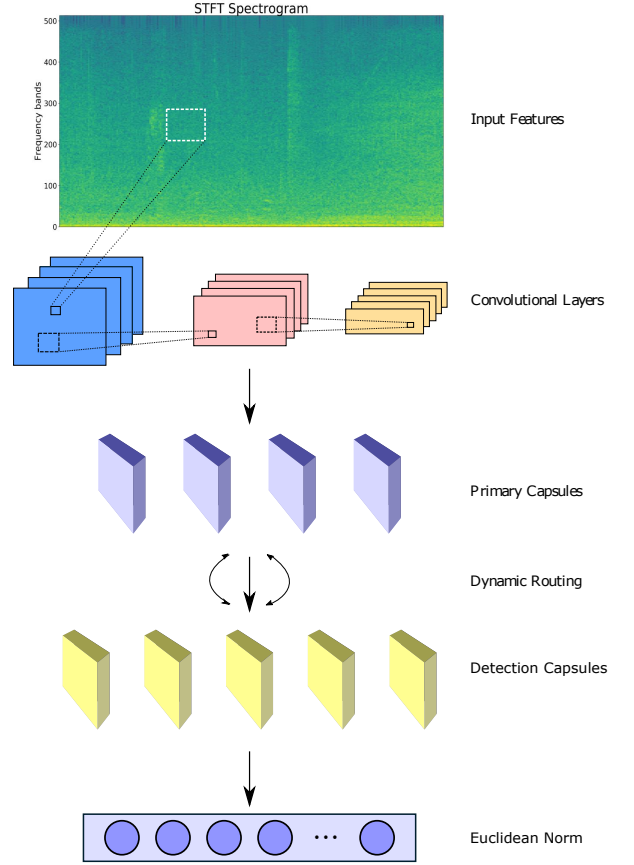 STFT Spectrogram
500
400
300
200
100
0
Frequency bands
Input Features
Convolutional Layers
Primary Capsules
Dynamic Routing
Detection Capsules
...
Euclidean Norm